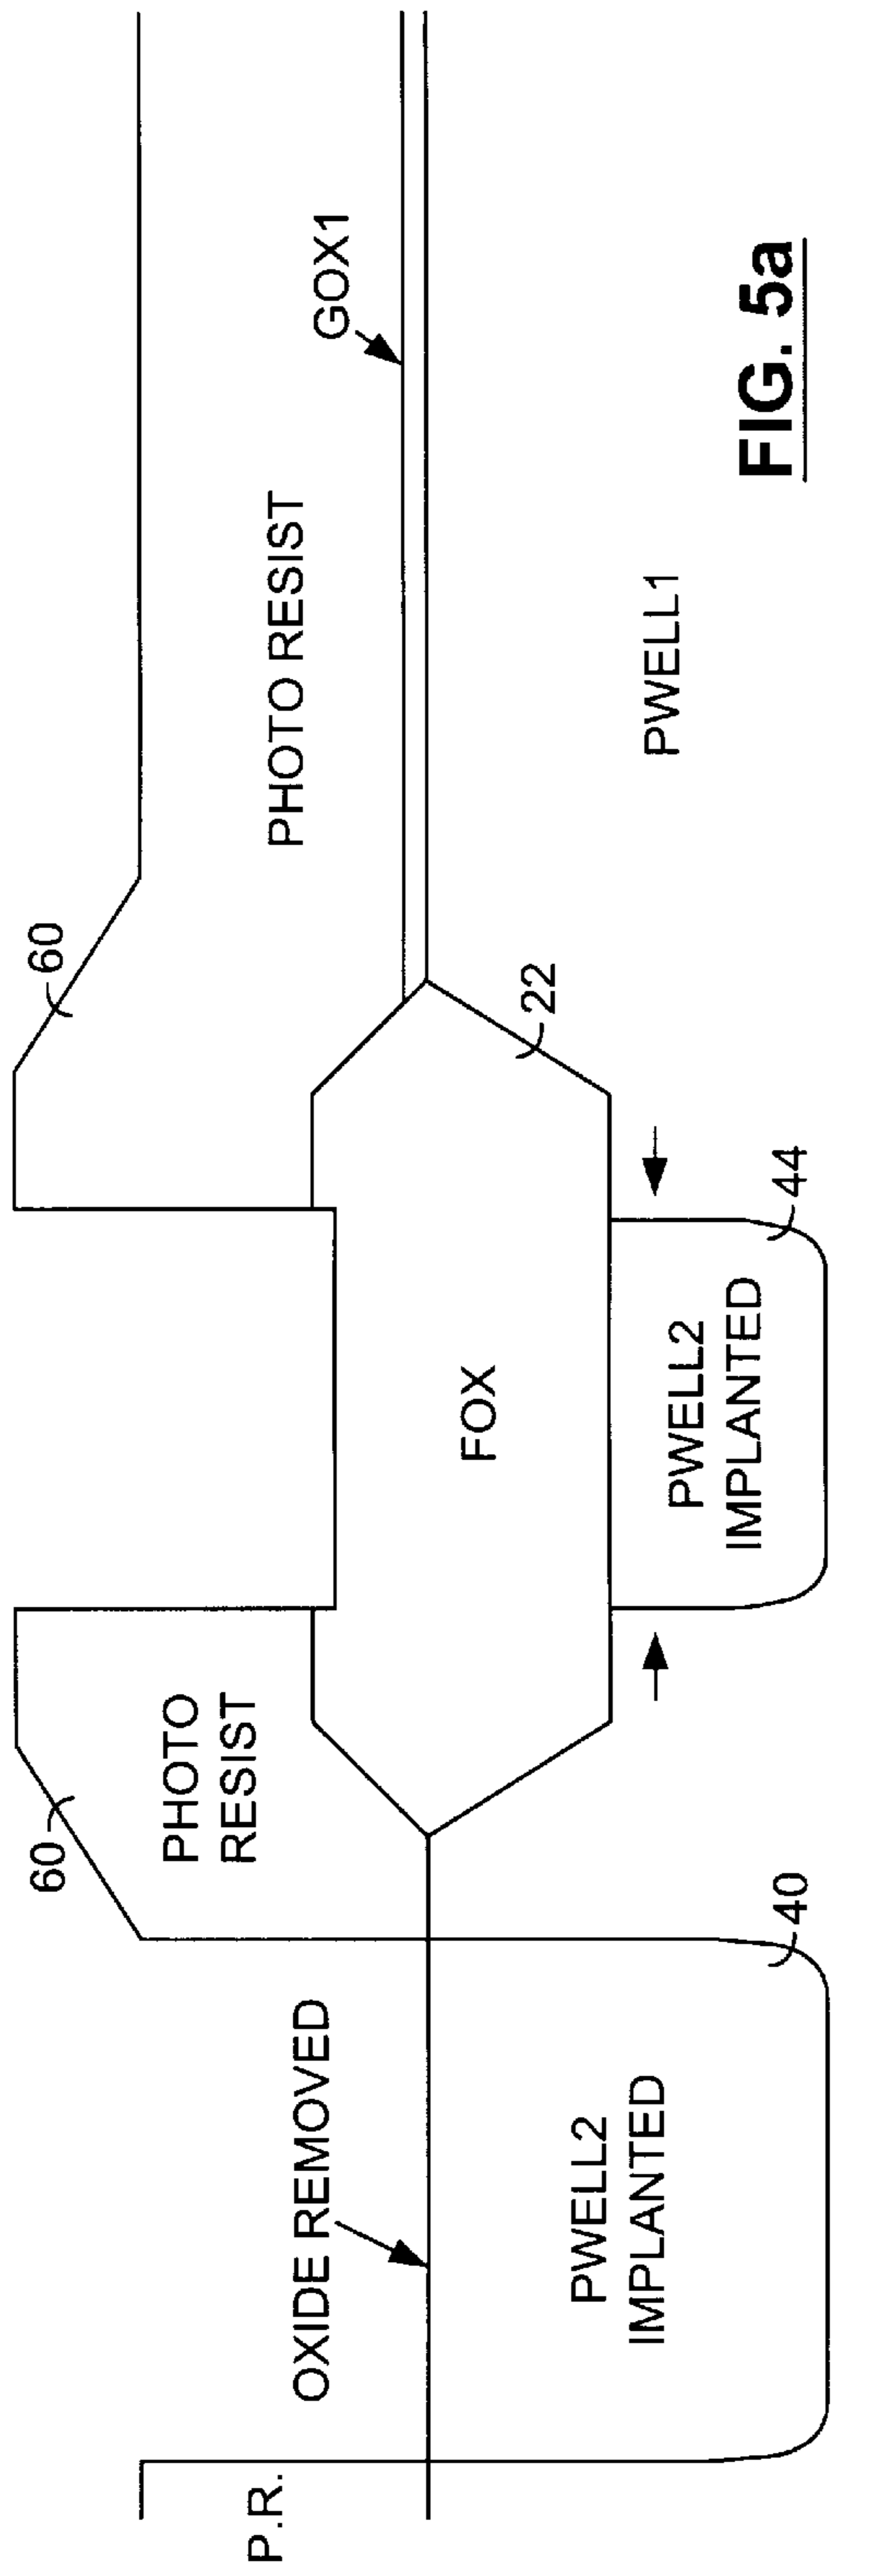 60
60
PHOTO
RESIST
PHOTO RESIST
P.R.
OXIDE REMOVED
GOX1
FOX
22
PWELL2
IMPLANTED
40
PWELL2
IMPLANTED
44
PWELL1
FIG. 5a